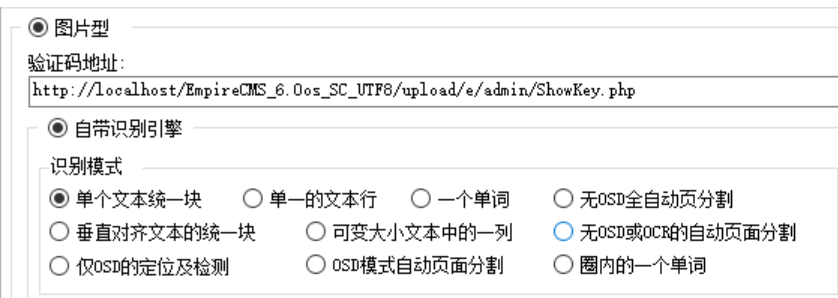 图片型
验证码地址:
http://localhost/EmpireCMS_6.0os_SC_UTF8/upload/e/admin/ShowKey.php
自带识别引擎
识别模式
单个文本统一块 单一的文本行 一个单词 无OSD全自动页分割
垂直对齐文本的统一块 可变大小文本中的一列 无OSD或OCR的自动页面分割
仅OSD的定位及检测 OSD模式自动页面分割 圈内的一个单词